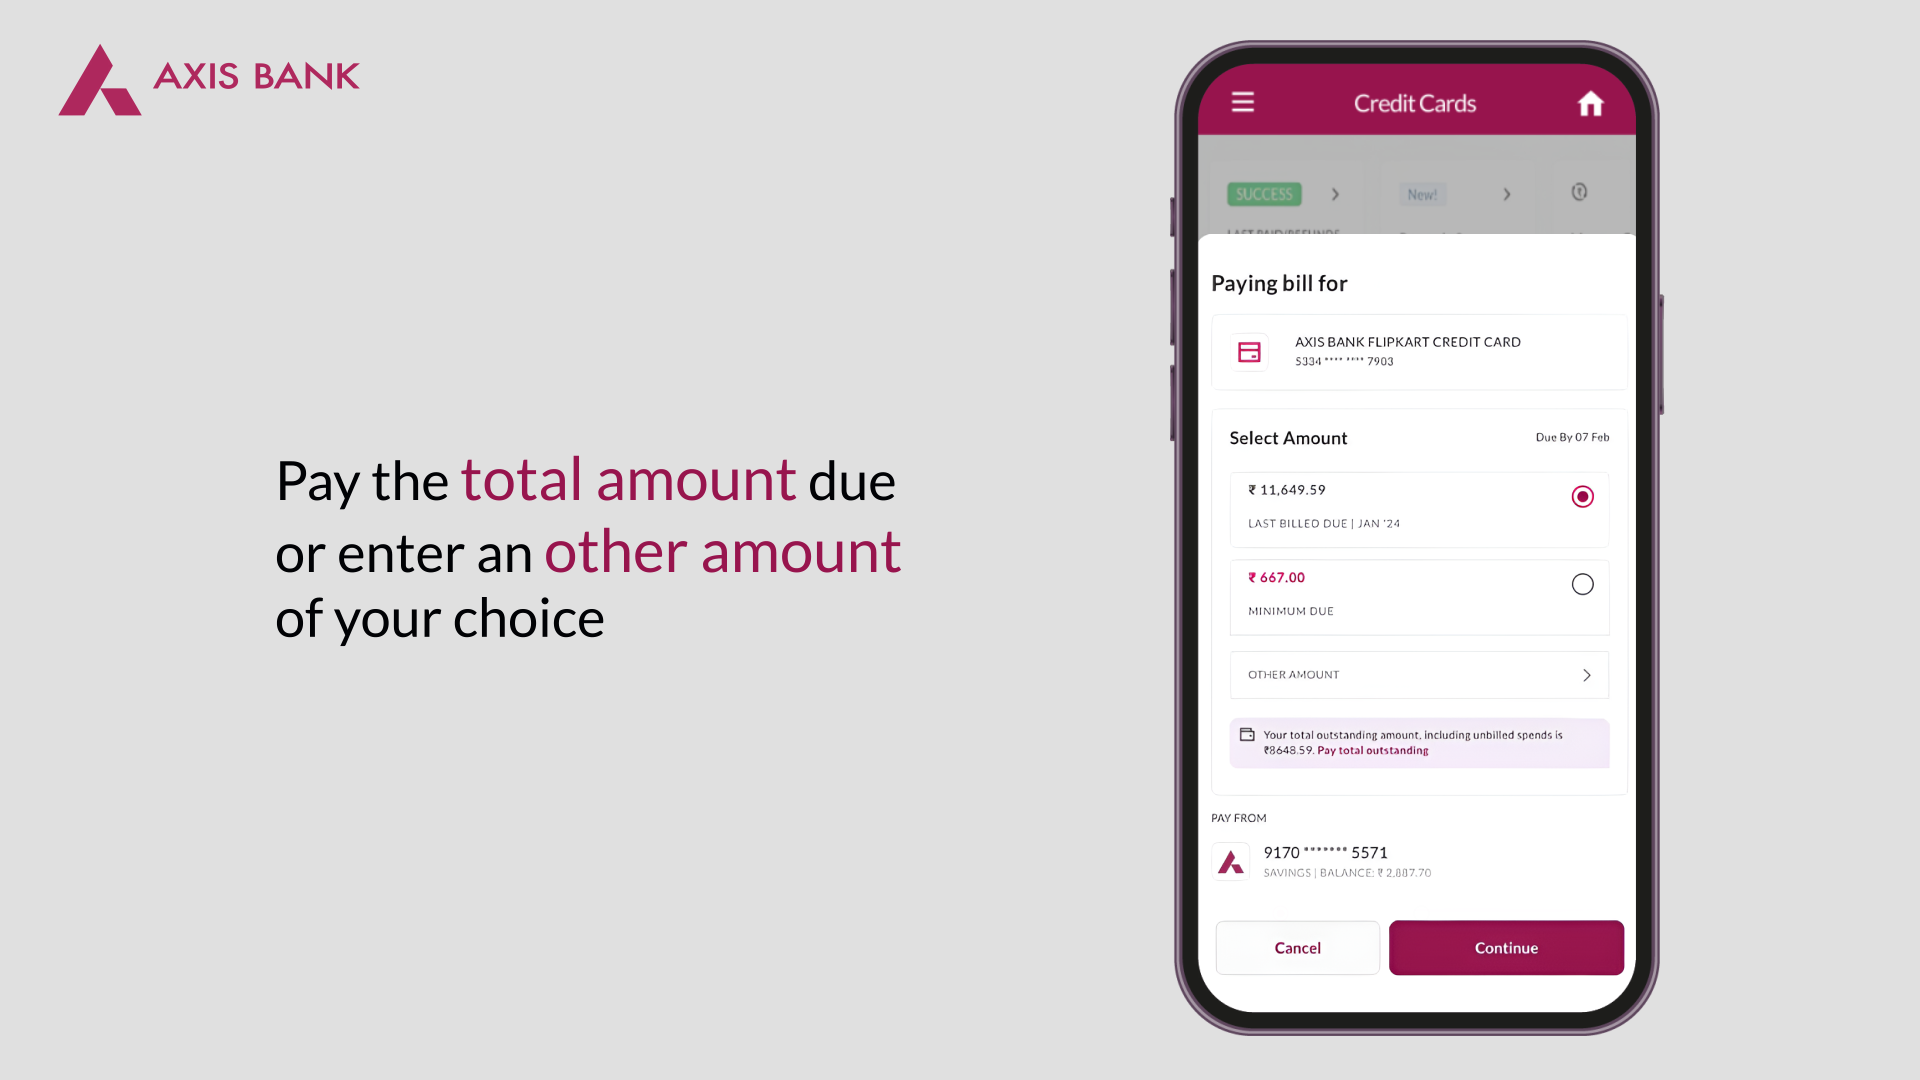 AXIS BANK
Pay the total amount due
or enter an other amount
of your choice
Credit Cards
SUCCESS
New!
Paying bill for
AXIS BANK FLIPKART CREDIT CARD
5334 **** **** 7903
Select Amount
Due By 07 Feb
₹ 11,649.59
LAST BILLED DUE | JAN '24
₹ 667.00
MINIMUM DUE
OTHER AMOUNT
Your total outstanding amount, including unbilled spends is
₹8648.59. Pay total outstanding
PAY FROM
9170 ******* 5571
SAVINGS | BALANCE: ₹ 2,887.70
Cancel
Continue